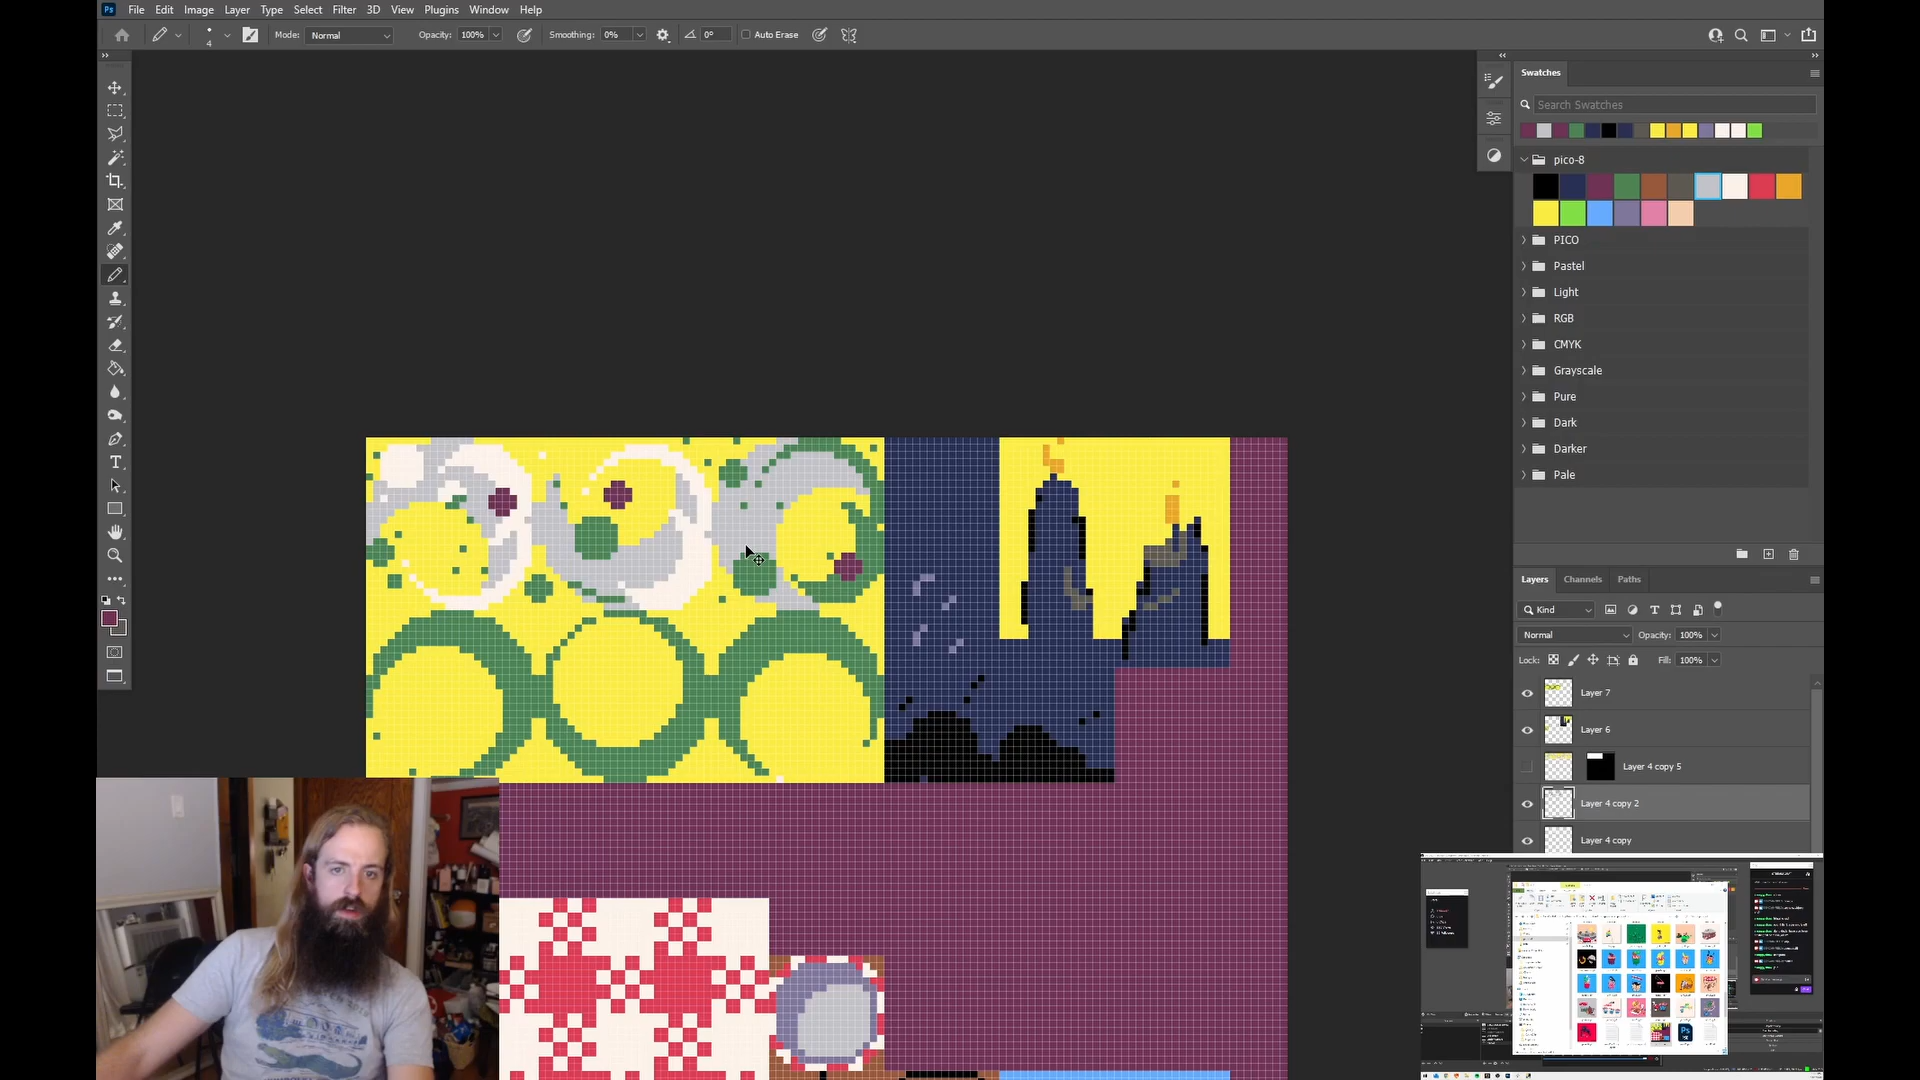 Ps File Edit Image Layer Type Select Filter 3D View Plugins Window Help
4 Mode: Normal Opacity: 100% Smoothing: 0% 0° Auto Erase
Swatches
Search Swatches
pico-8
PICO
Pastel
Light
RGB
CMYK
Grayscale
Pure
Dark
Darker
Pale
Layers Channels Paths
Kind
Normal Opacity: 100%
Lock: Fill: 100%
Layer 7
Layer 6
Layer 4 copy 5
Layer 4 copy 2
Layer 4 copy